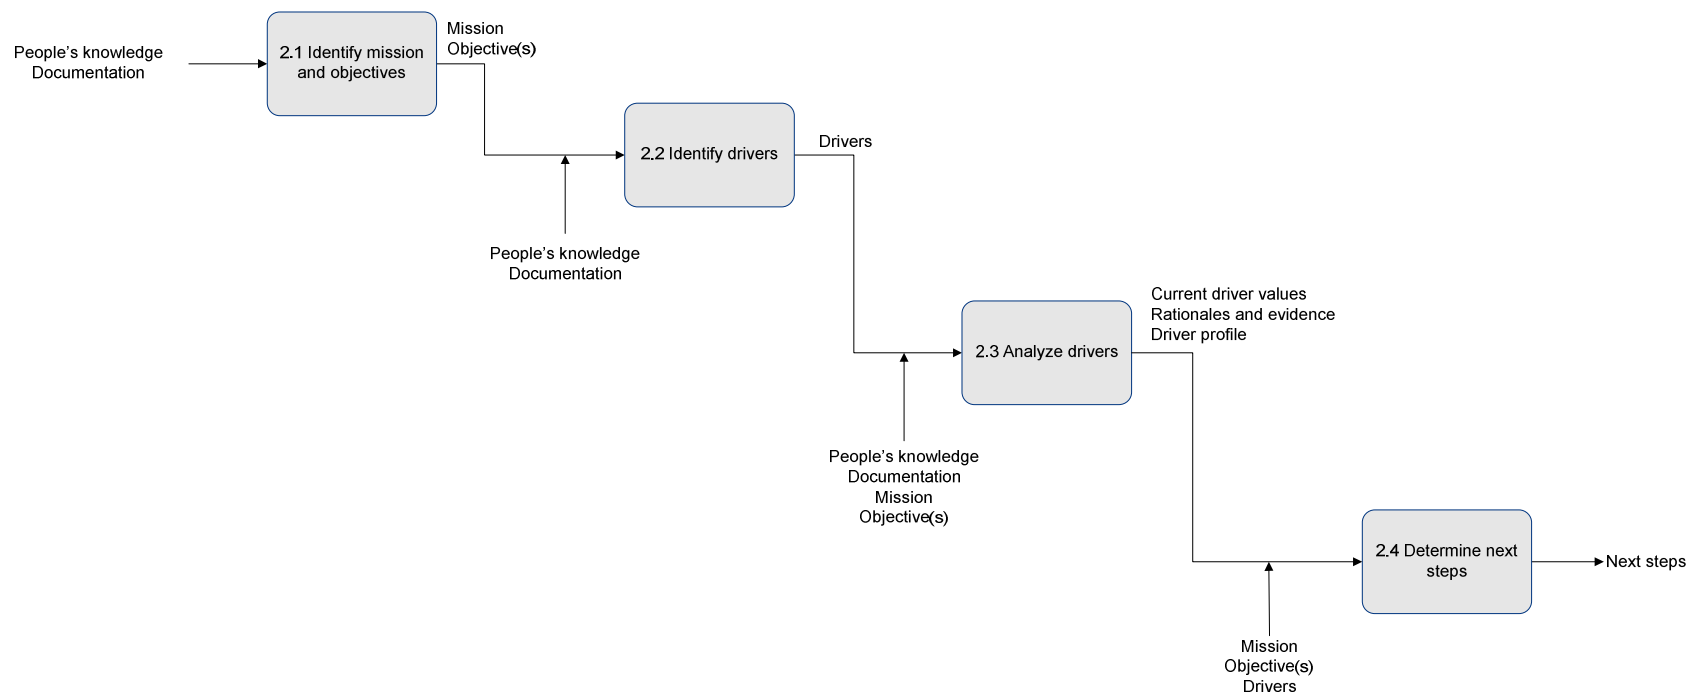 People’s knowledge
Documentation
2.1 Identify mission
and objectives
Mission
Objective(s)
2.2 Identify drivers
People’s knowledge
Documentation
Drivers
2.3 Analyze drivers
People’s knowledge
Documentation
Mission
Objective(s)
Current driver values
Rationales and evidence
Driver profile
2.4 Determine next
steps
Mission
Objective(s)
Drivers
Next steps